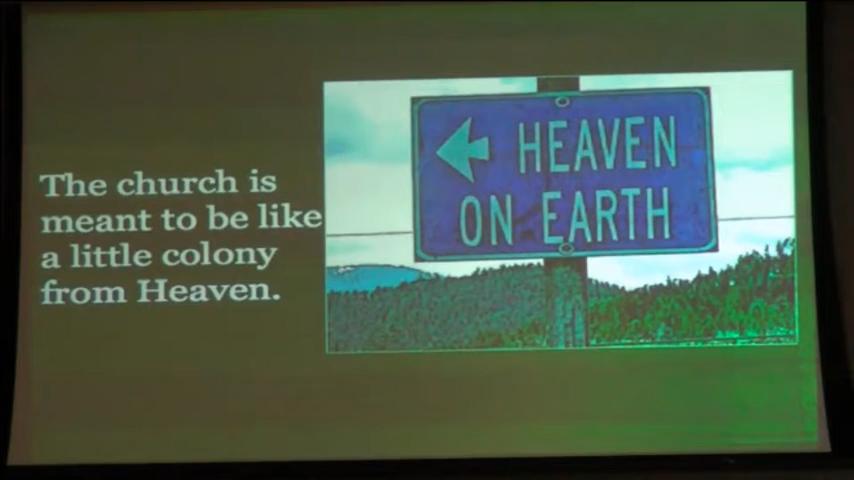 The church is
meant to be like
a little colony
from Heaven.
HEAVEN
ON EARTH